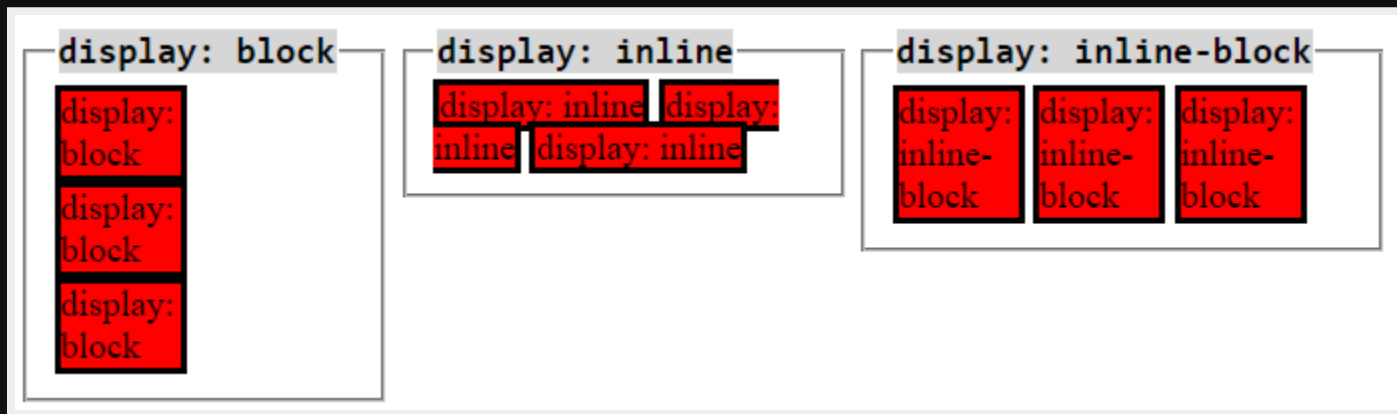 display: block
display:
block
display:
block
display:
block
display: inline
display: inline display:
inline display: inline
display: inline-block
display:
inline-
block
display:
inline-
block
display:
inline-
block